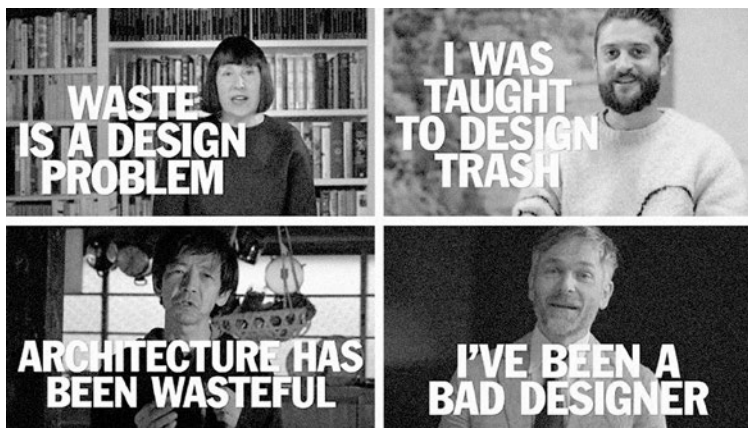 WASTE
IS A DESIGN
PROBLEM
I WAS
TAUGHT
TO DESIGN
TRASH
ARCHITECTURE HAS
BEEN WASTEFUL
I'VE BEEN A
BAD DESIGNER